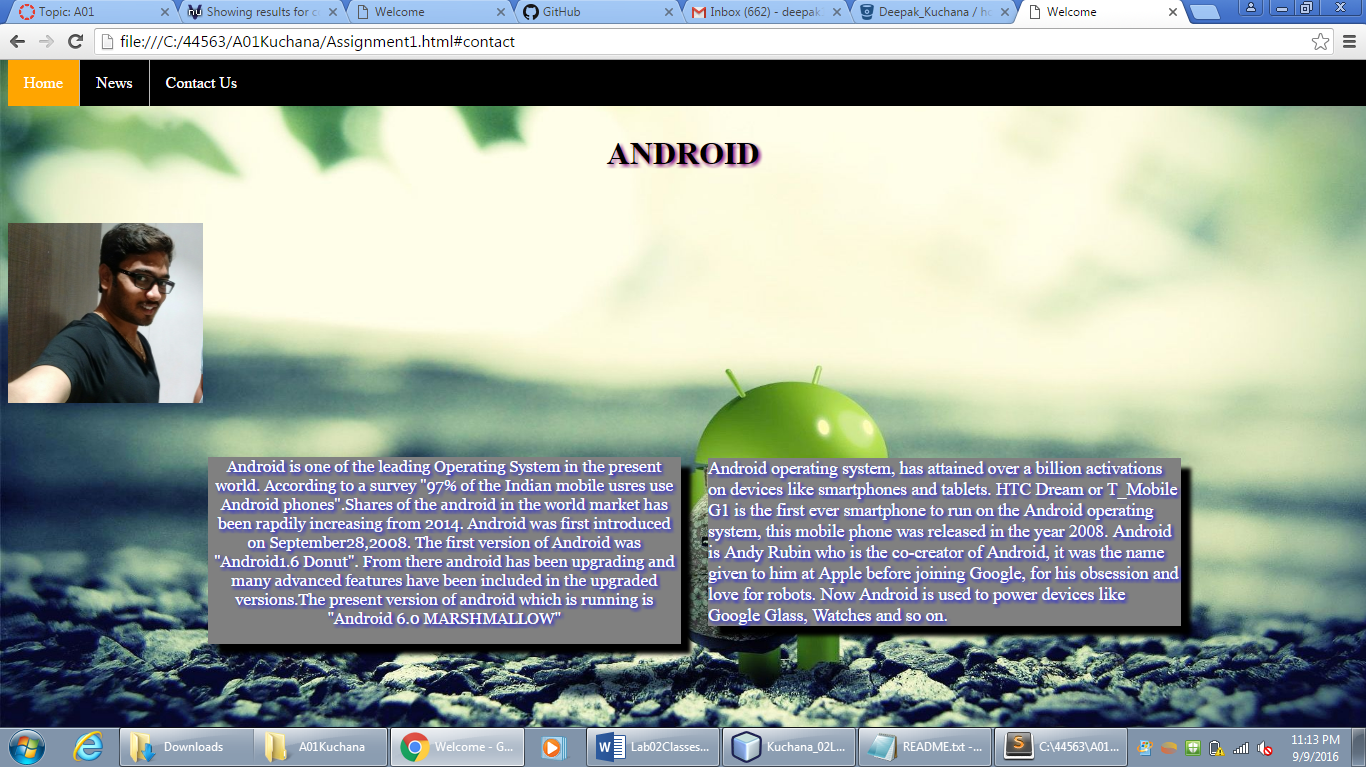 Topic: A01
Showing results for c
Welcome
GitHub
Inbox (662) - deepak
Deepak_Kuchana / ho
Welcome
file:///C:/44563/A01Kuchana/Assignment1.html#contact
Home
News
Contact Us
ANDROID
Android is one of the leading Operating System in the present
world. According to a survey "97% of the Indian mobile usres use
Android phones".Shares of the android in the world market has
been rapdily increasing from 2014. Android was first introduced
on September28,2008. The first version of Android was
"Android1.6 Donut". From there android has been upgrading and
many advanced features have been included in the upgraded
versions.The present version of android which is running is
"Android 6.0 MARSHMALLOW"
Android operating system, has attained over a billion activations
on devices like smartphones and tablets. HTC Dream or T_Mobile
G1 is the first ever smartphone to run on the Android operating
system, this mobile phone was released in the year 2008. Android
is Andy Rubin who is the co-creator of Android, it was the name
given to him at Apple before joining Google, for his obsession and
love for robots. Now Android is used to power devices like
Google Glass, Watches and so on.
Downloads
A01Kuchana
Welcome - G...
Lab02Classes...
Kuchana_02L...
README.txt -...
C:\44563\A01...
11:13 PM
9/9/2016